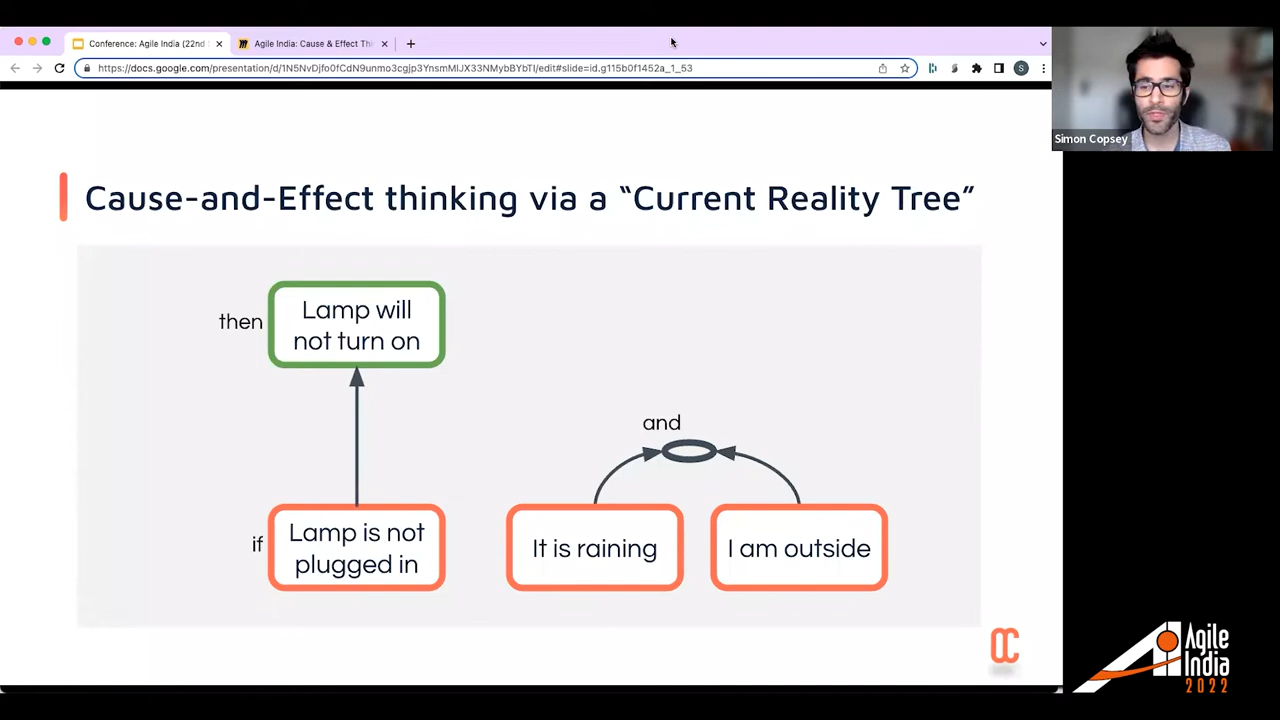 Conference: Agile India (22nd
Agile India: Cause & Effect Thi
https://docs.google.com/presentation/d/1N5NvDjfo0fCdN9unmo3cgjp3YnsmMlJX33NMybBYbTI/edit#slide=id.g115b0f1452a_1_53
S
Simon Copsey
Cause-and-Effect thinking via a “Current Reality Tree”
then
Lamp will
not turn on
and
if
Lamp is not
plugged in
It is raining
I am outside
Agile
India
2022